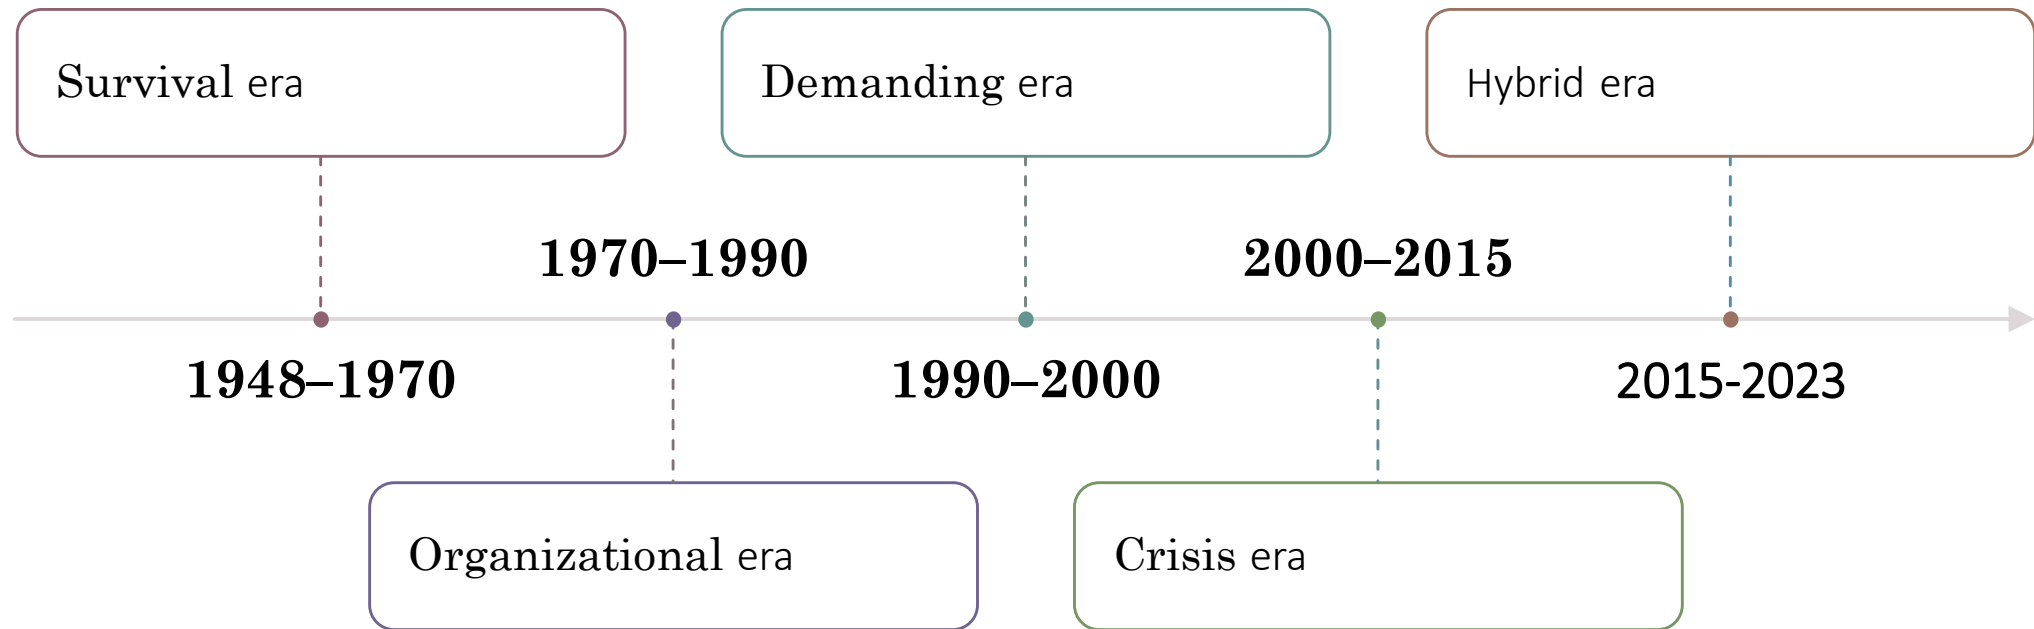 Survival era
Demanding era
Hybrid era
1970–1990
2000–2015
1948–1970
1990–2000
2015-2023
Organizational era
Crisis era